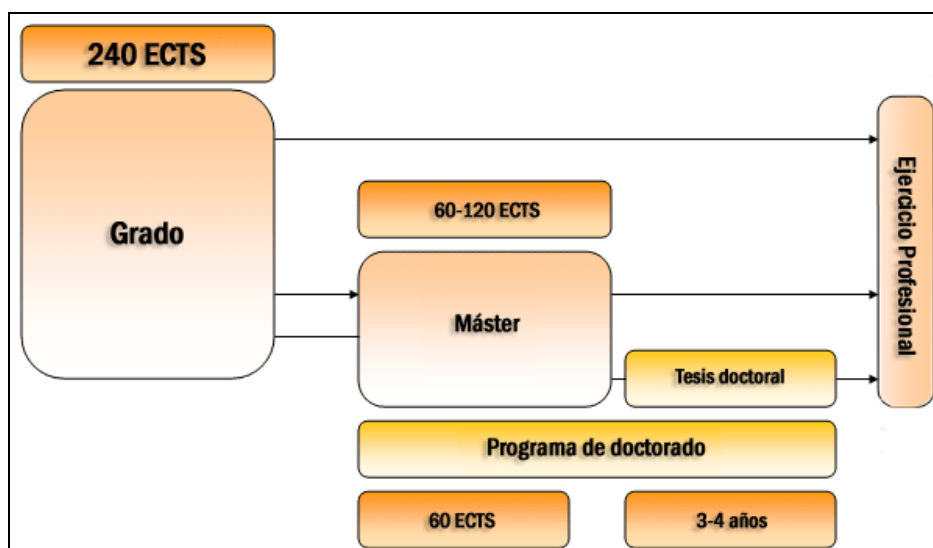 240 ECTS
Grado
60-120 ECTS
Máster
Tesis doctoral
Ejercicio Profesional
Programa de doctorado
60 ECTS
3-4 años